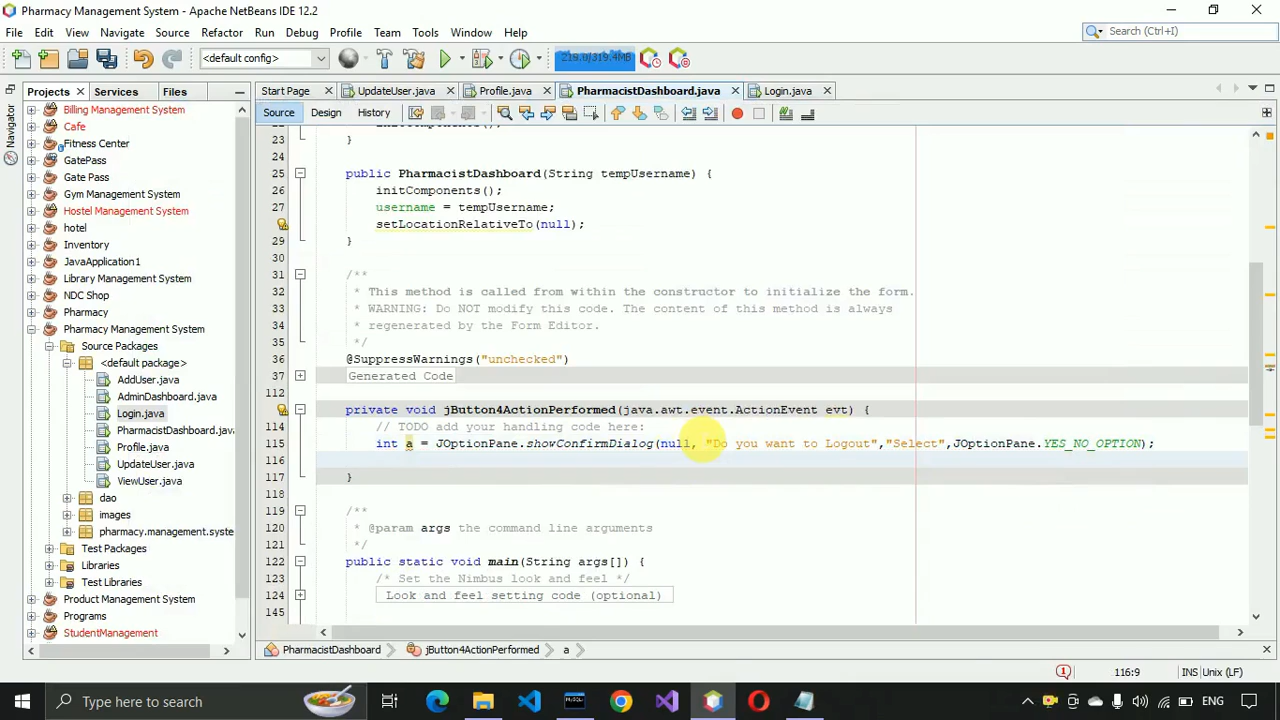 Pharmacy Management System - Apache NetBeans IDE 12.2
File Edit View Navigate Source Refactor Run Debug Profile Team Tools Window Help
Search (Ctrl+I)
<default config>
Projects Services Files
Start Page UpdateUser.java Profile.java PharmacistDashboard.java Login.java
Source Design History
Navigator
Billing Management System
Cafe
Fitness Center
GatePass
Gate Pass
Gym Management System
Hostel Management System
hotel
Inventory
JavaApplication1
Library Management System
NDC Shop
Pharmacy
Pharmacy Management System
Source Packages
<default package>
AddUser.java
AdminDashboard.java
Login.java
PharmacistDashboard.java
Profile.java
UpdateUser.java
ViewUser.java
dao
images
pharmacy.management.syste
Test Packages
Libraries
Test Libraries
Product Management System
Programs
StudentManagement
23 }
24
25 public PharmacistDashboard(String tempUsername) {
26 initComponents();
27 username = tempUsername;
setLocationRelativeTo(null);
29 }
30
31 /**
32 * This method is called from within the constructor to initialize the form.
33 * WARNING: Do NOT modify this code. The content of this method is always
34 * regenerated by the Form Editor.
35 */
36 @SuppressWarnings("unchecked")
37 Generated Code
112
private void jButton4ActionPerformed(java.awt.event.ActionEvent evt) {
114 // TODO add your handling code here:
115 int a = JOptionPane.showConfirmDialog(null, "Do you want to Logout","Select",JOptionPane.YES_NO_OPTION);
116
117 }
118
119 /**
120 * @param args the command line arguments
121 */
122 public static void main(String args[]) {
123 /* Set the Nimbus look and feel */
124 Look and feel setting code (optional)
145
PharmacistDashboard jButton4ActionPerformed a
1 116:9 INS Unix (LF)
Type here to search
ENG